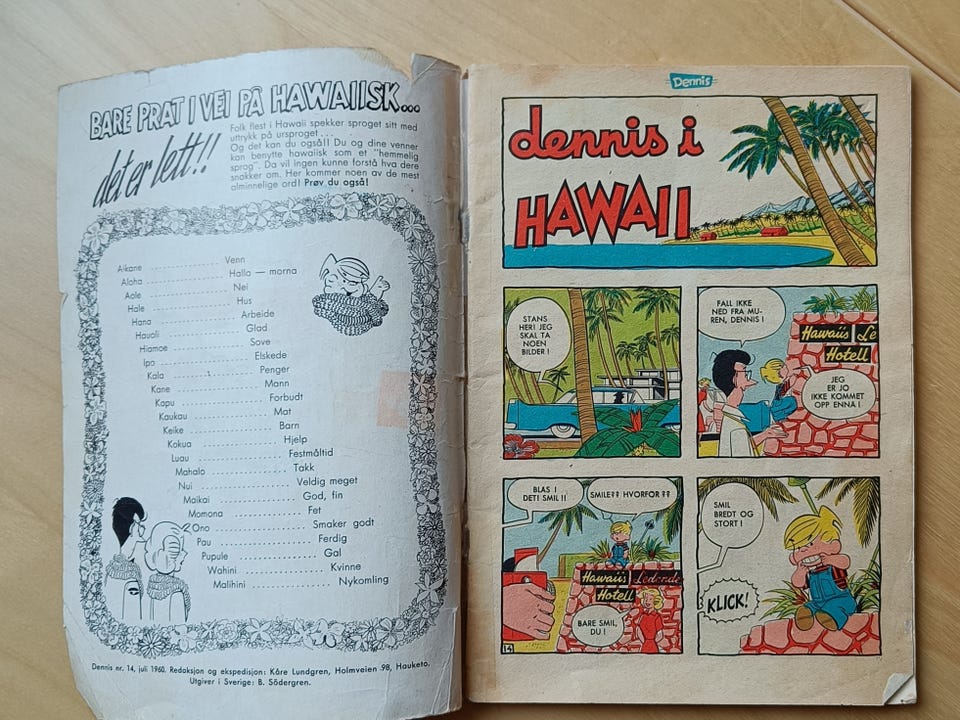 BARE PRAT I VEI PÅ HAWAIISK...
det er lett!!
Folk flest i Hawaii spekker sproget sitt med
uttrykk på ursproget...
Og det kan du også!! Du og dine venner
kan benytte hawaiisk som et "hemmelig
sprog". Da vil ingen kunne forstå hva dere
snakker om. Her kommer noen av de mest
alminnelige ord! Prøv du også!
Aikane .................. Venn
Aloha .................. Hallo — morna
Aole .................. Nei
Hale .................. Hus
Hana .................. Arbeide
Hauoli .................. Glad
Hiamoe .................. Sove
Ipo .................. Elskede
Kala .................. Penger
Kane .................. Mann
Kapu .................. Forbudt
Kaukau .................. Mat
Keike .................. Barn
Kokua .................. Hjelp
Luau .................. Festmåltid
Mahalo .................. Takk
Nui .................. Veldig meget
Maikai .................. God, fin
Momona .................. Fet
Ono .................. Smaker godt
Pau .................. Ferdig
Pupule .................. Gal
Wahini .................. Kvinne
Malihini .................. Nykomling
Dennis nr. 14, juli 1960. Redaksjon og ekspedisjon: Kåre Lundgren, Holmveien 98, Hauketo.
Utgiver i Sverige: B. Södergren.
Dennis
dennis i
HAWAII
STANS
HER! JEG
SKAL TA
NOEN
BILDER!
FALL IKKE
NED FRA MU-
REN, DENNIS!
Hawaiis Le
Hotell
JEG
ER JO
IKKE KOMMET
OPP ENNÅ!
BLAS!
DET! SMIL!!
SMILE?? HVORFOR??
Hawaiis Ledende
Hotell
BARE SMIL,
DU!
14
SMIL
BREDT OG
STORT!
KLICK!